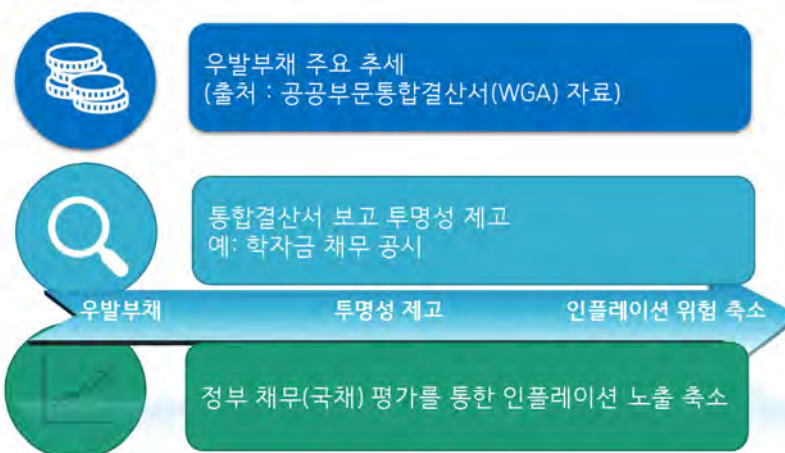 우발부채 주요 추세
(출처 : 공공부문통합결산서(WGA) 자료)
통합결산서 보고 투명성 제고
예: 학자금 채무 공시
우발부채 투명성 제고 인플레이션 위험 축소
정부 채무(국채) 평가를 통한 인플레이션 노출 축소